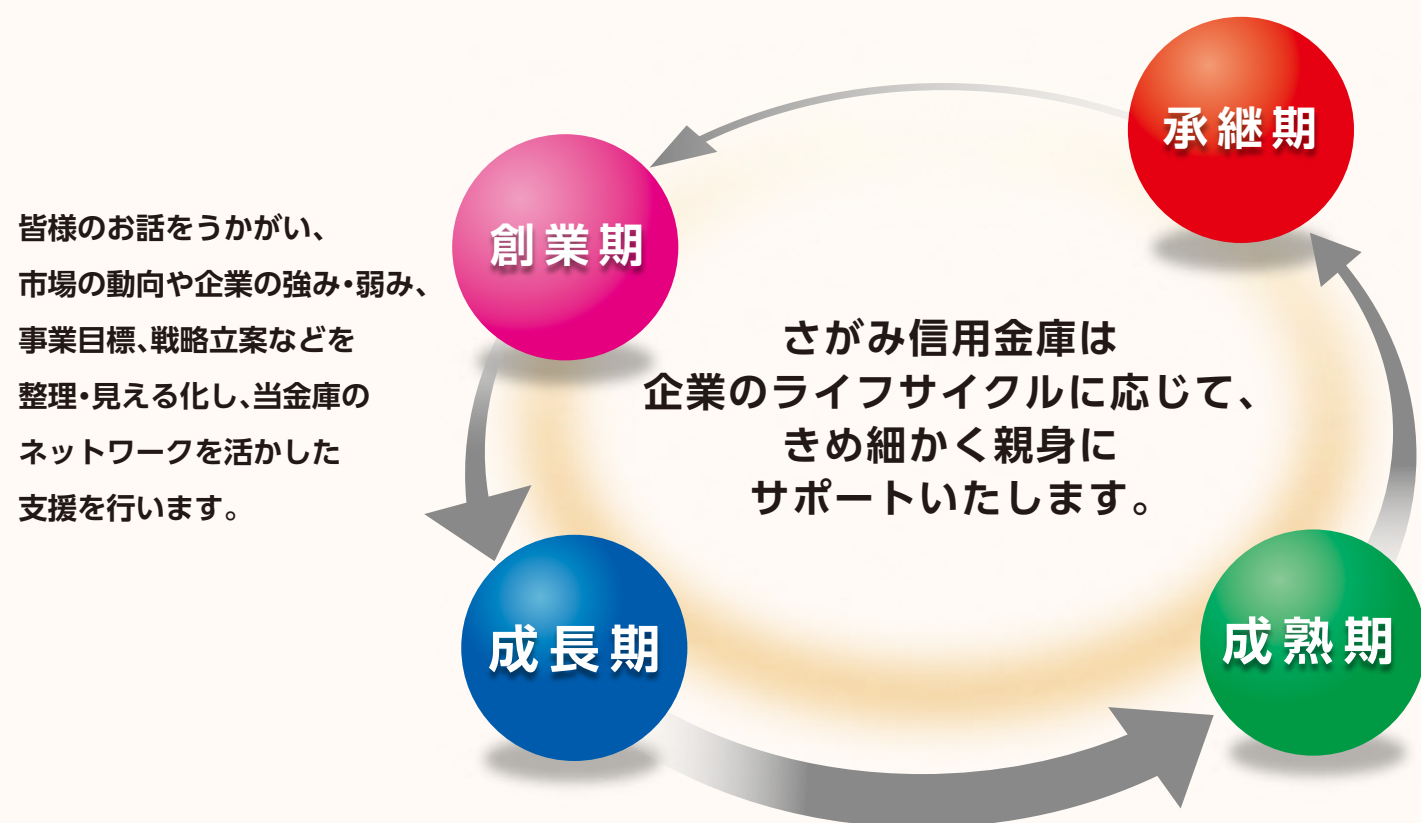 皆様のお話をうかがい、
市場の動向や企業の強み・弱み、
事業目標、戦略立案などを
整理・見える化し、当金庫の
ネットワークを活かした
支援を行います。
承継期
創業期
さがみ信用金庫は
企業のライフサイクルに応じて、
きめ細かく親身に
サポートいたします。
成長期
成熟期